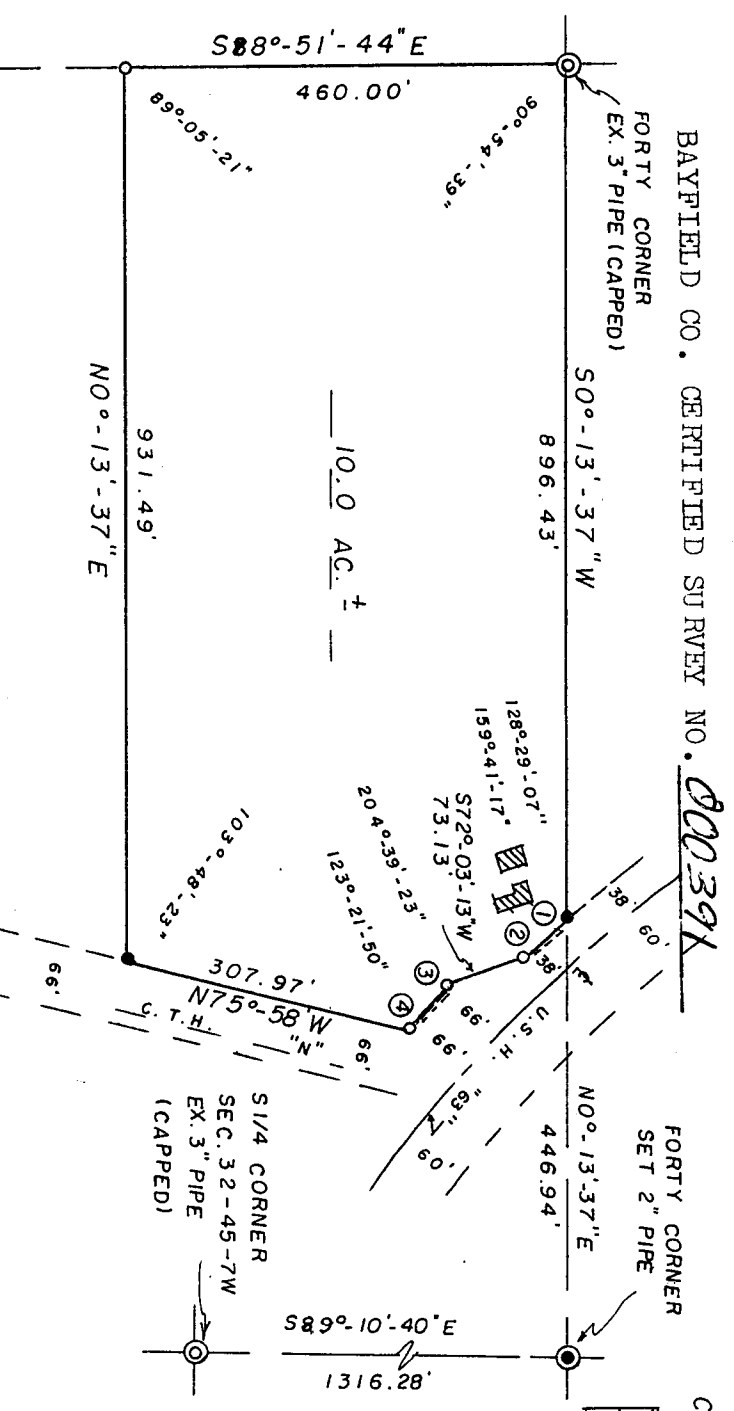 BAYFIELD CO. CERTIFIED SURVEY NO. 000391
S88°-51'-44"E
460.00'
89°-05'-21"
90°-54'-39"
FORTY CORNER
EX. 3" PIPE (CAPPED)
S0°-13'-37"W
896.43'
10.0 AC. ±
931.49'
N0°-13'-37"E
128°-29'-07"
159°-41'-17"
S72°-03'-13"W
73.13'
204°-39'-23"
123°-21'-50"
103°-48'-23"
1
2
3
4
38'
60'
38'
66'
66'
U.S.H.
"63"
60'
307.97'
N75°-58'W
C.T.H.
"N"
66'
66'
N0°-13'-37"E
446.94'
FORTY CORNER
SET 2" PIPE
S1/4 CORNER
SEC. 32-45-7W
EX. 3" PIPE
(CAPPED)
S89°-10'-40"E
1316.28'